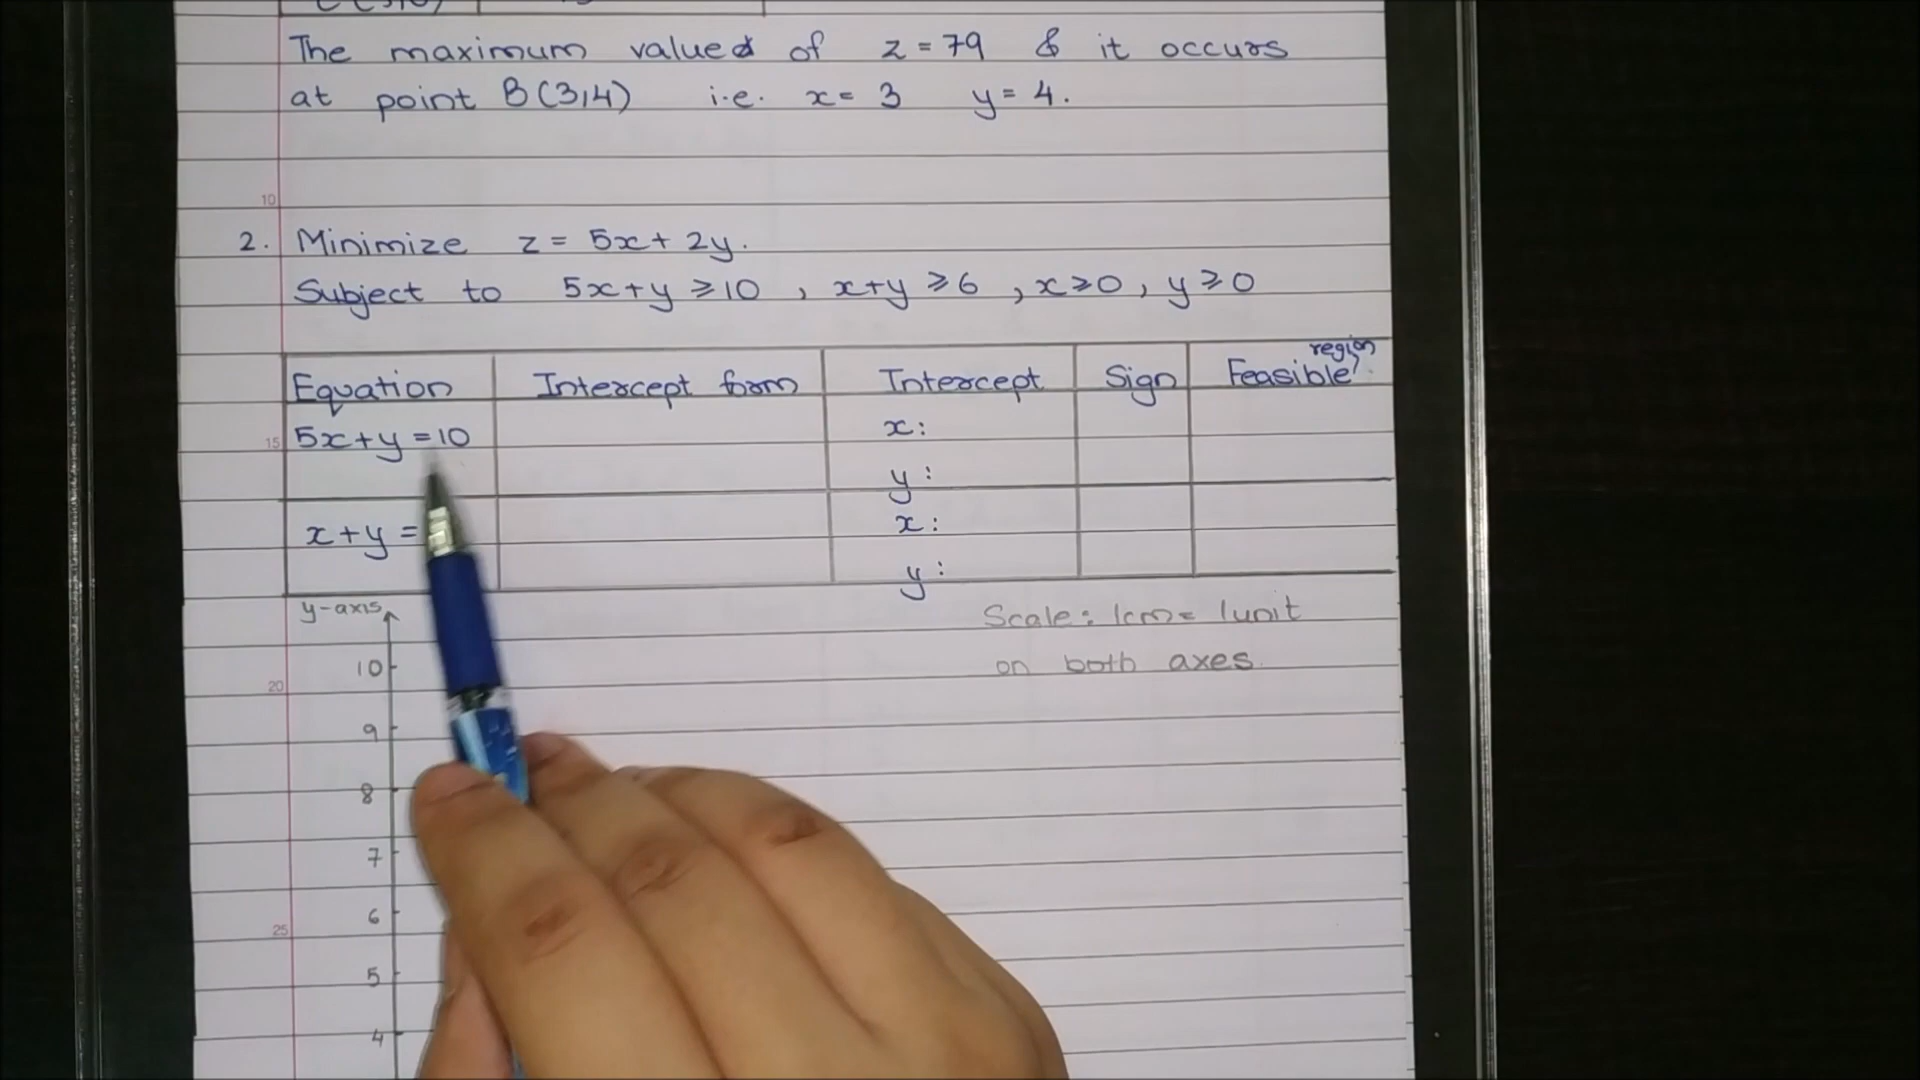 The maximum value of z = 79 & it occurs
at point B(3,4) i.e. x = 3 y = 4.
10
2. Minimize z = 5x + 2y.
Subject to 5x+y ⩾ 10 , x+y ⩾ 6 , x ⩾ 0 , y ⩾ 0
Equation Intercept form Intercept Sign Feasible region
15 5x+y = 10 x:
y:
x+y = x:
y:
y-axis Scale: 1cm = 1unit
10 on both axes.
20
9
8
7
6
25
5
4